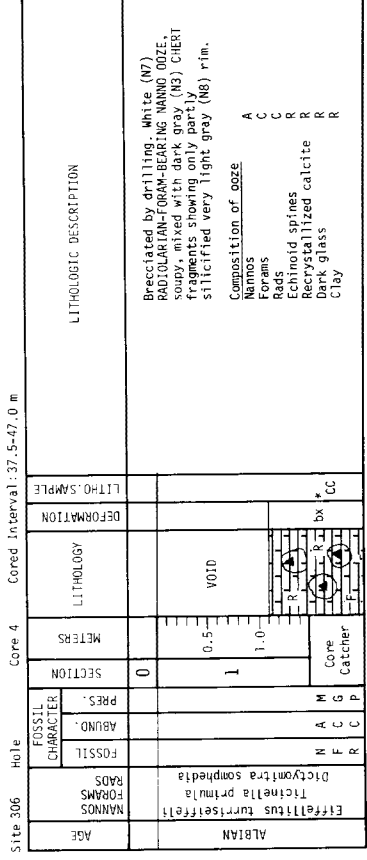 Site 306 Hole Core 4 Cored Interval: 37.5-47.0 m
AGE
NANNOS
FORAMS
RADS
FOSSIL
CHARACTER
FOSSIL
ABUND.
PRES.
SECTION
METERS
LITHOLOGY
DEFORMATION
LITHO.SAMPLE
LITHOLOGIC DESCRIPTION
ALBIAN
Eiffellitus turriseiffeli
Ticinella primula
Dictyomitra somphedia
N A M
F C G
R C P
0
1
Core
Catcher
0.5
1.0
VOID
R
R
F
bx
*
CC
Brecciated by drilling. White (N7)
RADIOLARIAN-FORAM-BEARING NANNO OOZE,
soupy, mixed with dark gray (N3) CHERT
fragments showing only partly
silicified very light gray (N8) rim.
Composition of ooze
Nannos A
Forams C
Rads C
Echinoid spines R
Recrystallized calcite R
Dark glass R
Clay R